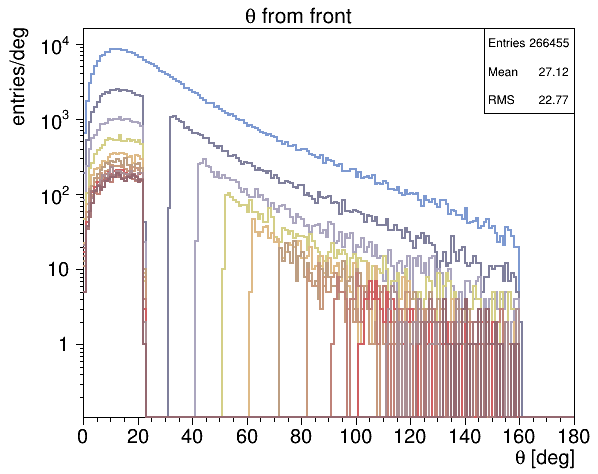 θ from front
entries/deg
Entries 266455
Mean 27.12
RMS 22.77
10⁴
10³
10²
10
1
0 20 40 60 80 100 120 140 160 180
θ [deg]